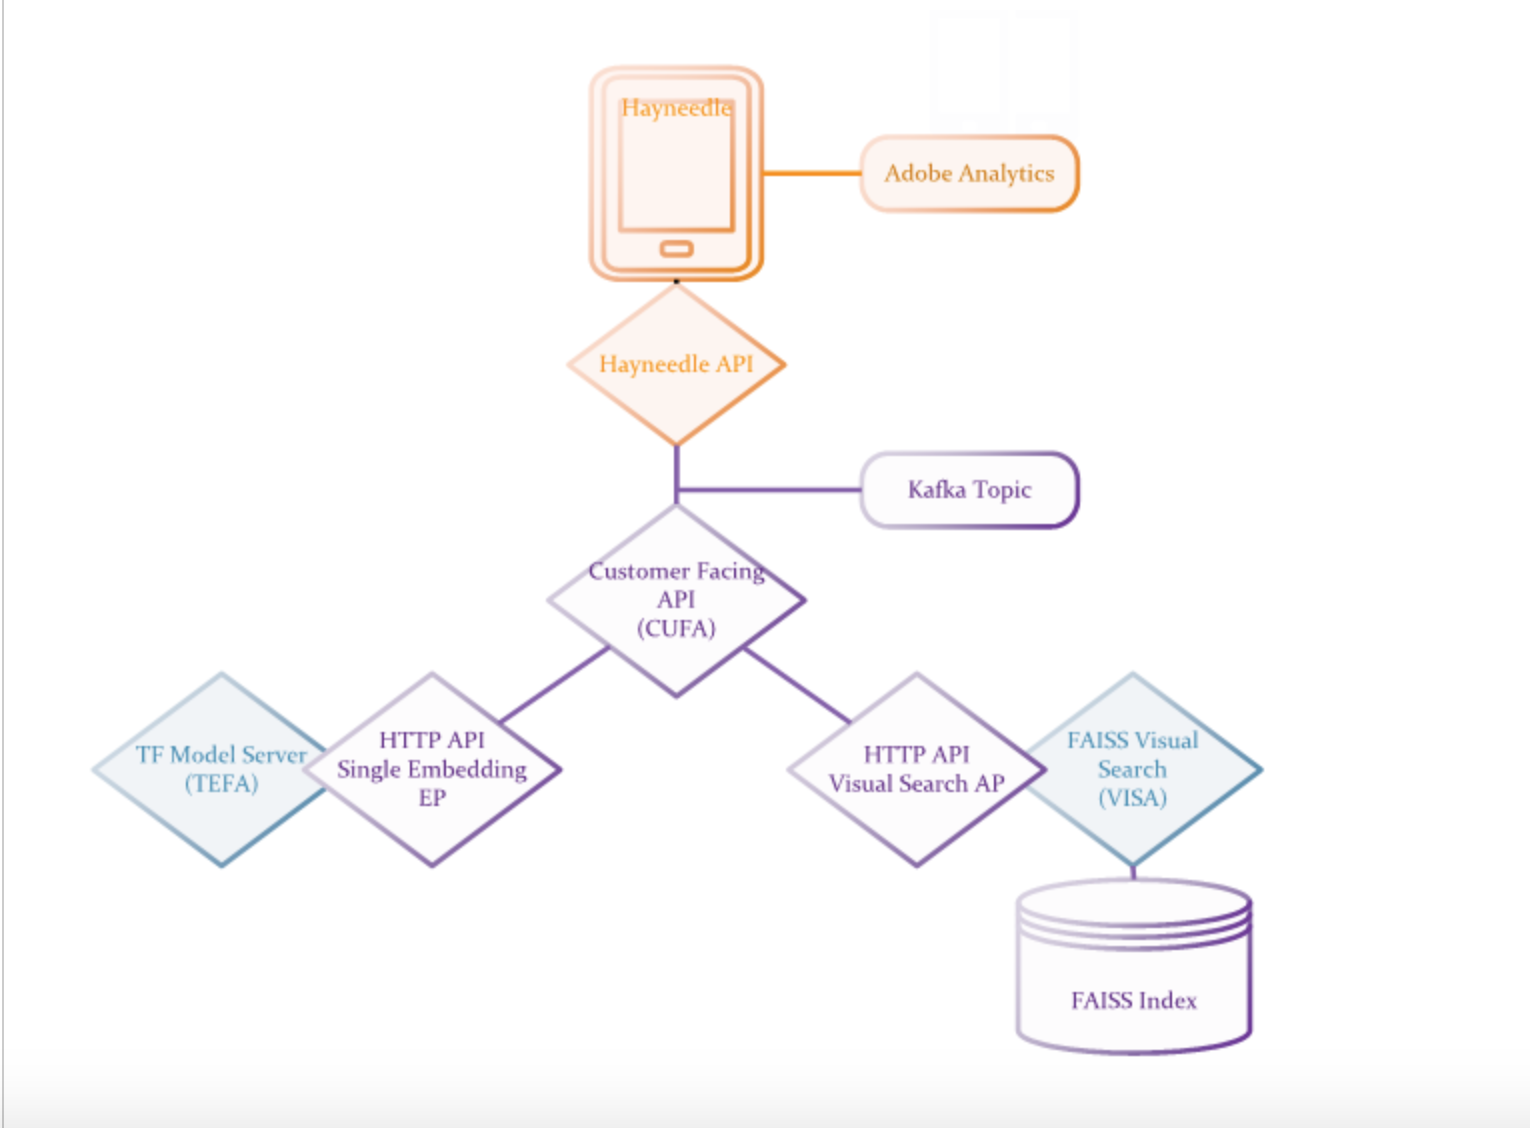 Hayneedle
Adobe Analytics
Hayneedle API
Kafka Topic
Customer Facing
API
(CUFA)
TF Model Server
(TEFA)
HTTP API
Single Embedding
EP
HTTP API
Visual Search AP
FAISS Visual
Search
(VISA)
FAISS Index